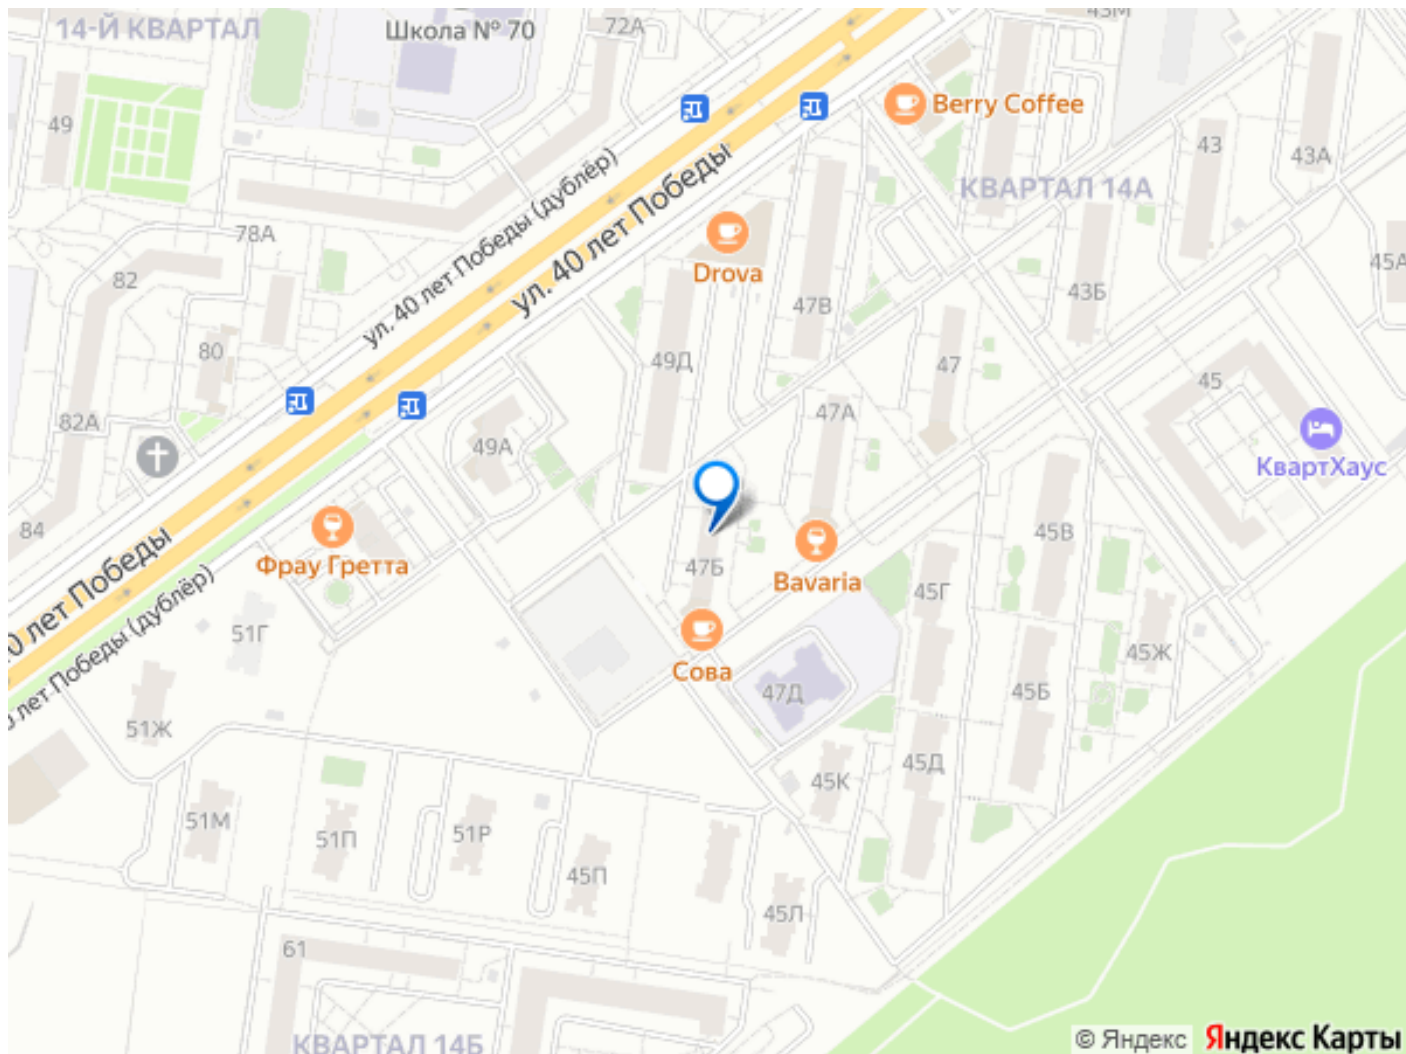 43М
14-Й КВАРТАЛ
Школа № 70
72А
Berry Coffee
49
43
43А
ул. 40 лет Победы (дублёр)
ул. 40 лет Победы
КВАРТАЛ 14А
78А
Drova
45А
82
43Б
47В
80
49Д
47
45
82А
47А
49А
КвартХаус
84
45В
Фрау Гретта
47Б
Bavaria
45Г
0 лет Победы
лет Победы (дублёр)
51Г
Сова
45Ж
47Д
45Б
51Ж
45Д
45К
51М
51П
51Р
45П
45Л
61
КВАРТАЛ 14Б
© Яндекс Яндекс Карты